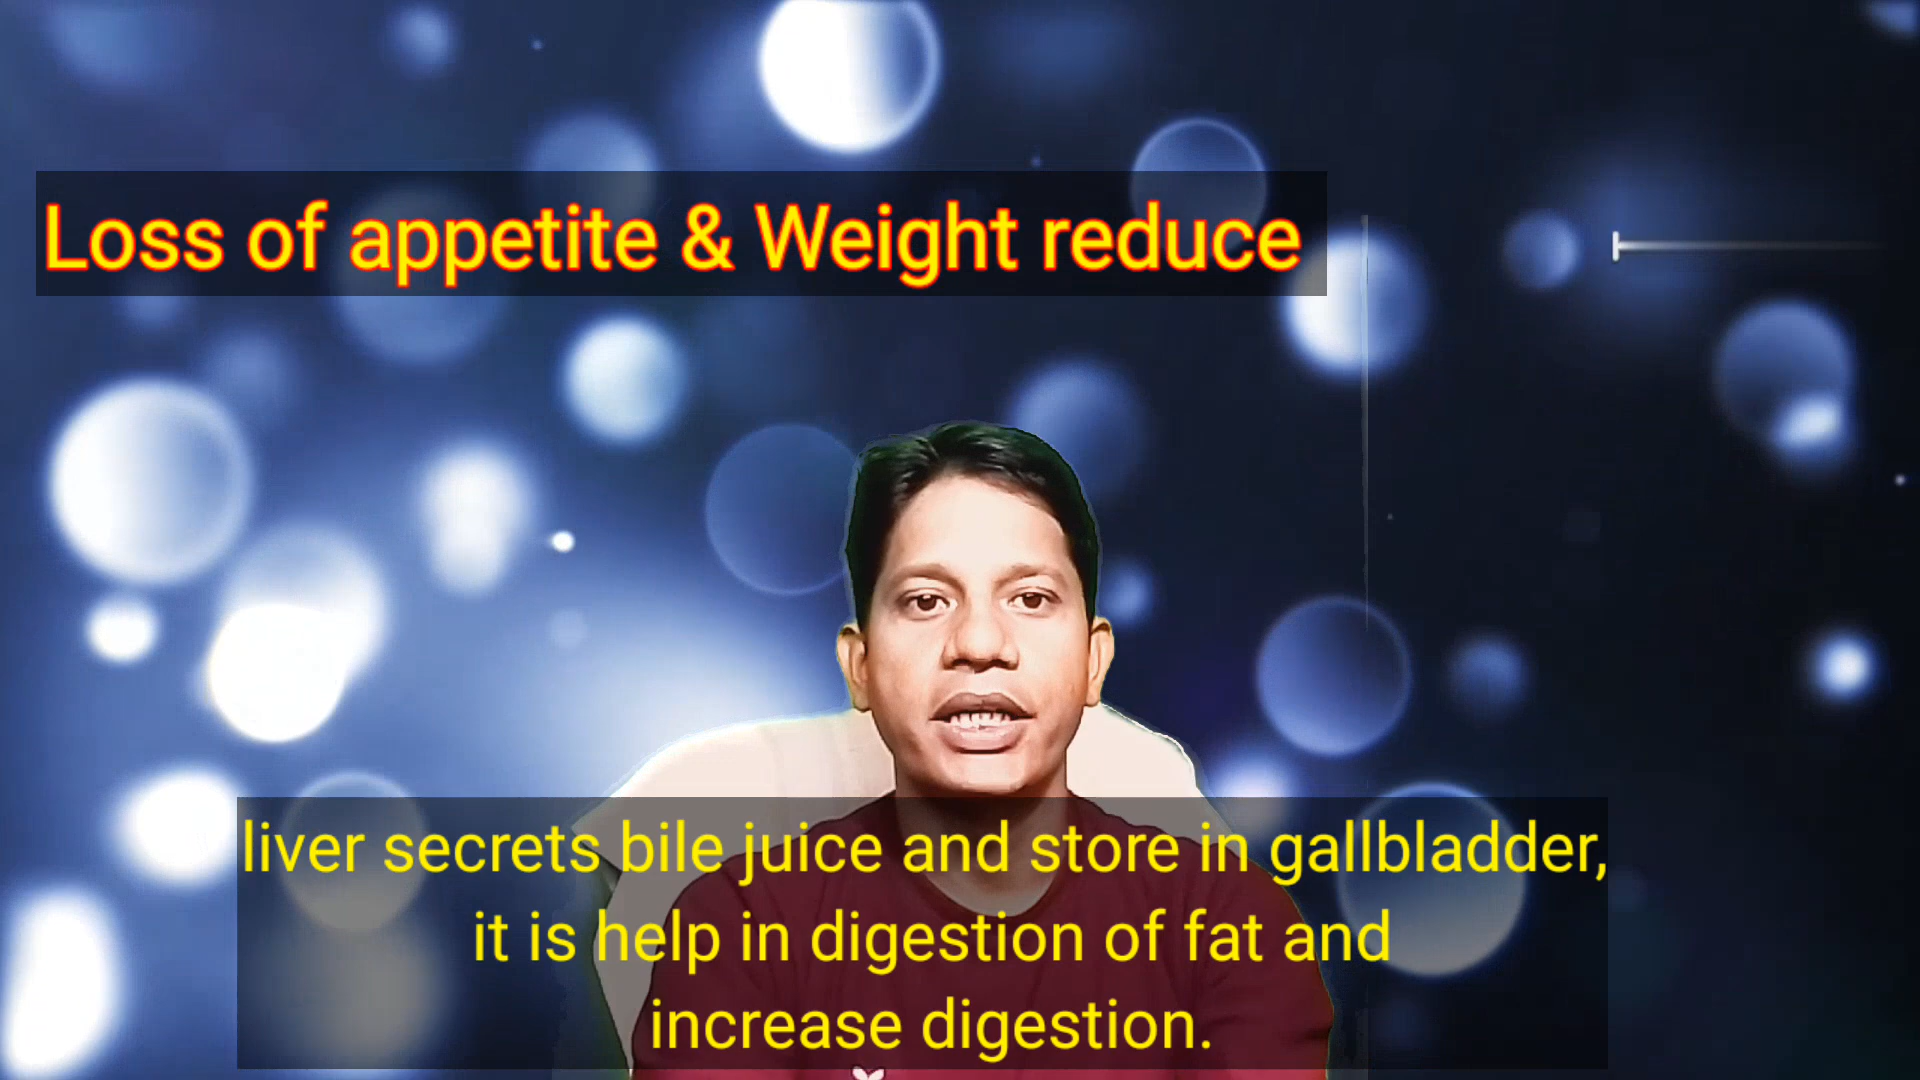 Loss of appetite & Weight reduce
liver secrets bile juice and store in gallbladder,
it is help in digestion of fat and
increase digestion.